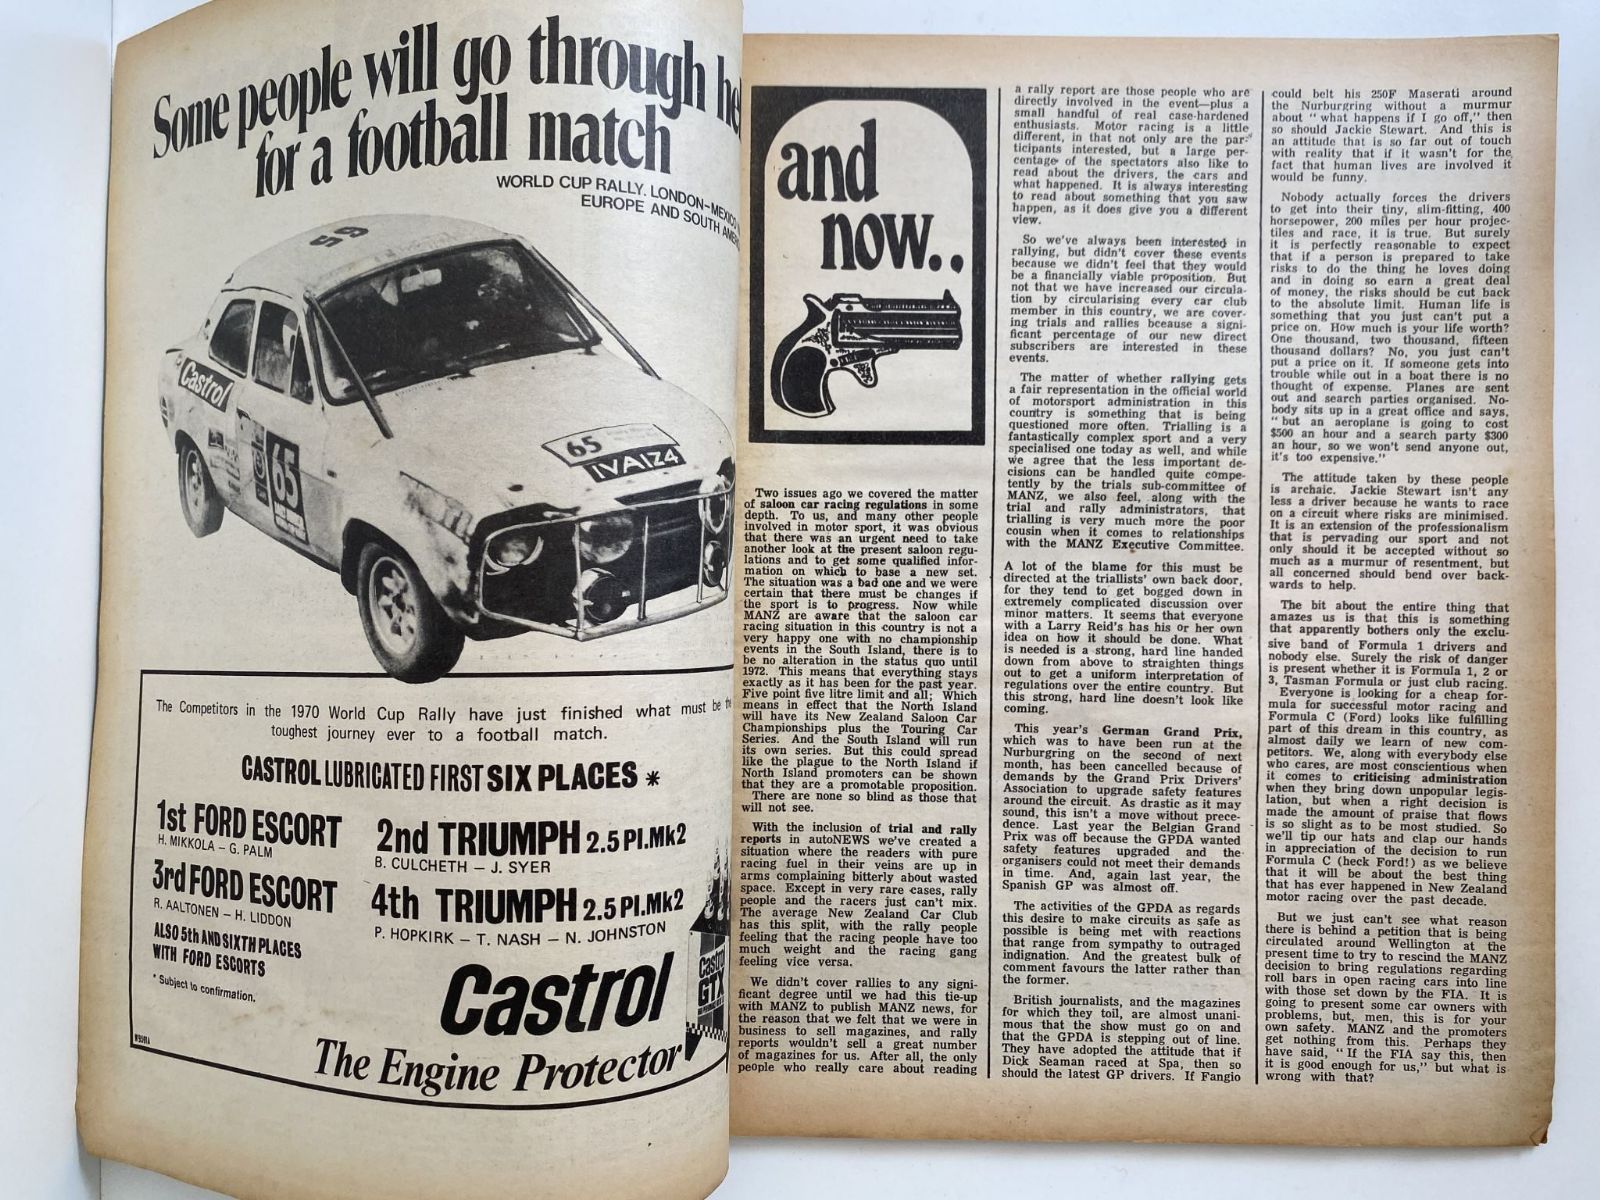 Some people will go through
for a football match
WORLD CUP RALLY. LONDON-MEXICO
EUROPE AND SOUTH
65
Castrol
65
65
IVAIZ4
The Competitors in the 1970 World Cup Rally have just finished what must be
toughest journey ever to a football match.
CASTROL LUBRICATED FIRST SIX PLACES *
1st FORD ESCORT
H. MIKKOLA – G. PALM
2nd TRIUMPH 2.5 PI.Mk2
B. CULCHETH – J. SYER
3rd FORD ESCORT
R. AALTONEN – H. LIDDON
4th TRIUMPH 2.5 PI.Mk2
P. HOPKIRK – T. NASH – N. JOHNSTON
ALSO 5th AND SIXTH PLACES
WITH FORD ESCORTS
* Subject to confirmation.
Castrol
GTX
Castrol
The Engine Protector
and
now..
Two issues ago we covered the matter
of saloon car racing regulations in some
depth. To us, and many other people
involved in motor sport, it was obvious
that there was an urgent need to take
another look at the present saloon regu-
lations and to get some qualified infor-
mation on which to base a new set.
The situation was a bad one and we were
certain that there must be changes if
the sport is to progress. Now while
MANZ are aware that the saloon car
racing situation in this country is not a
very happy one with no championship
events in the South Island, there is to
be no alteration in the status quo until
1972. This means that everything stays
exactly as it has been for the past year.
Five point five litre limit and all; Which
means in effect that the North Island
will have its New Zealand Saloon Car
Championships plus the Touring Car
Series. And the South Island will run
its own series. But this could spread
like the plague to the North Island if
North Island promoters can be shown
that they are a promotable proposition.
There are none so blind as those that
will not see.
With the inclusion of trial and rally
reports in autoNEWS we've created a
situation where the readers with pure
racing fuel in their veins are up in
arms complaining bitterly about wasted
space. Except in very rare cases, rally
people and the racers just can't mix.
The average New Zealand Car Club
has this split, with the rally people
feeling that the racing people have too
much weight and the racing gang
feeling vice versa.
We didn't cover rallies to any signi-
ficant degree until we had this tie-up
with MANZ to publish MANZ news, for
the reason that we felt that we were in
business to sell magazines, and rally
reports wouldn't sell a great number
of magazines for us. After all, the only
people who really care about reading
a rally report are those people who are
directly involved in the event—plus a
small handful of real case-hardened
enthusiasts. Motor racing is a little
different, in that not only are the par-
ticipants interested, but a large per-
centage of the spectators also like to
read about the drivers, the cars and
what happened. It is always interesting
to read about something that you saw
happen, as it does give you a different
view.
So we've always been interested in
rallying, but didn't cover these events
because we didn't feel that they would
be a financially viable proposition. But
not that we have increased our circula-
tion by circularising every car club
member in this country, we are cover-
ing trials and rallies bceause a signi-
ficant percentage of our new direct
subscribers are interested in these
events.
The matter of whether rallying gets
a fair representation in the official world
of motorsport administration in this
country is something that is being
questioned more often. Trialling is a
fantastically complex sport and a very
specialised one today as well, and while
we agree that the less important de-
cisions can be handled quite compe-
tently by the trials sub-committee of
MANZ, we also feel, along with the
trial and rally administrators, that
trialling is very much more the poor
cousin when it comes to relationships
with the MANZ Executive Committee.
A lot of the blame for this must be
directed at the triallists' own back door,
for they tend to get bogged down in
extremely complicated discussion over
minor matters. It seems that everyone
with a Larry Reid's has his or her own
idea on how it should be done. What
is needed is a strong, hard line handed
down from above to straighten things
out to get a uniform interpretation of
regulations over the entire country. But
this strong, hard line doesn't look like
coming.
This year's German Grand Prix,
which was to have been run at the
Nurburgring on the second of next
month, has been cancelled because of
demands by the Grand Prix Drivers'
Association to upgrade safety features
around the circuit. As drastic as it may
sound, this isn't a move without prece-
dence. Last year the Belgian Grand
Prix was off because the GPDA wanted
safety features upgraded and the
organisers could not meet their demands
in time. And, again last year, the
Spanish GP was almost off.
The activities of the GPDA as regards
this desire to make circuits as safe as
possible is being met with reactions
that range from sympathy to outraged
indignation. And the greatest bulk of
comment favours the latter rather than
the former.
British journalists, and the magazines
for which they toil, are almost unani-
mous that the show must go on and
that the GPDA is stepping out of line.
They have adopted the attitude that if
Dick Seaman raced at Spa, then so
should the latest GP drivers. If Fangio
could belt his 250F Maserati around
the Nurburgring without a murmur
about "what happens if I go off," then
so should Jackie Stewart. And this is
an attitude that is so far out of touch
with reality that if it wasn't for the
fact that human lives are involved it
would be funny.
Nobody actually forces the drivers
to get into their tiny, slim-fitting, 400
horsepower, 200 miles per hour projec-
tiles and race, it is true. But surely
it is perfectly reasonable to expect
that if a person is prepared to take
risks to do the thing he loves doing
and in doing so earn a great deal
of money, the risks should be cut back
to the absolute limit. Human life is
something that you just can't put a
price on. How much is your life worth?
One thousand, two thousand, fifteen
thousand dollars? No, you just can't
put a price on it. If someone gets into
trouble while out in a boat there is no
thought of expense. Planes are sent
out and search parties organised. No-
body sits up in a great office and says,
"but an aeroplane is going to cost
$500 an hour and a search party $300
an hour, so we won't send anyone out,
it's too expensive."
The attitude taken by these people
is archaic. Jackie Stewart isn't any
less a driver because he wants to race
on a circuit where risks are minimised.
It is an extension of the professionalism
that is pervading our sport and not
only should it be accepted without so
much as a murmur of resentment, but
all concerned should bend over back-
wards to help.
The bit about the entire thing that
amazes us is that this is something
that apparently bothers only the exclu-
sive band of Formula 1 drivers and
nobody else. Surely the risk of danger
is present whether it is Formula 1, 2 or
3, Tasman Formula or just club racing.
Everyone is looking for a cheap for-
mula for successful motor racing and
Formula C (Ford) looks like fulfilling
part of this dream in this country, as
almost daily we learn of new com-
petitors. We, along with everybody else
who cares, are most conscientious when
it comes to criticising administration
when they bring down unpopular legis-
lation, but when a right decision is
made the amount of praise that flows
is so slight as to be most studied. So
we'll tip our hats and clap our hands
in appreciation of the decision to run
Formula C (heck Ford!) as we believe
that it will be about the best thing
that has ever happened in New Zealand
motor racing over the past decade.
But we just can't see what reason
there is behind a petition that is being
circulated around Wellington at the
present time to try to rescind the MANZ
decision to bring regulations regarding
roll bars in open racing cars into line
with those set down by the FIA. It is
going to present some car owners with
problems, but, men, this is for your
own safety. MANZ and the promoters
get nothing from this. Perhaps they
have said, "If the FIA say this, then
it is good enough for us," but what is
wrong with that?